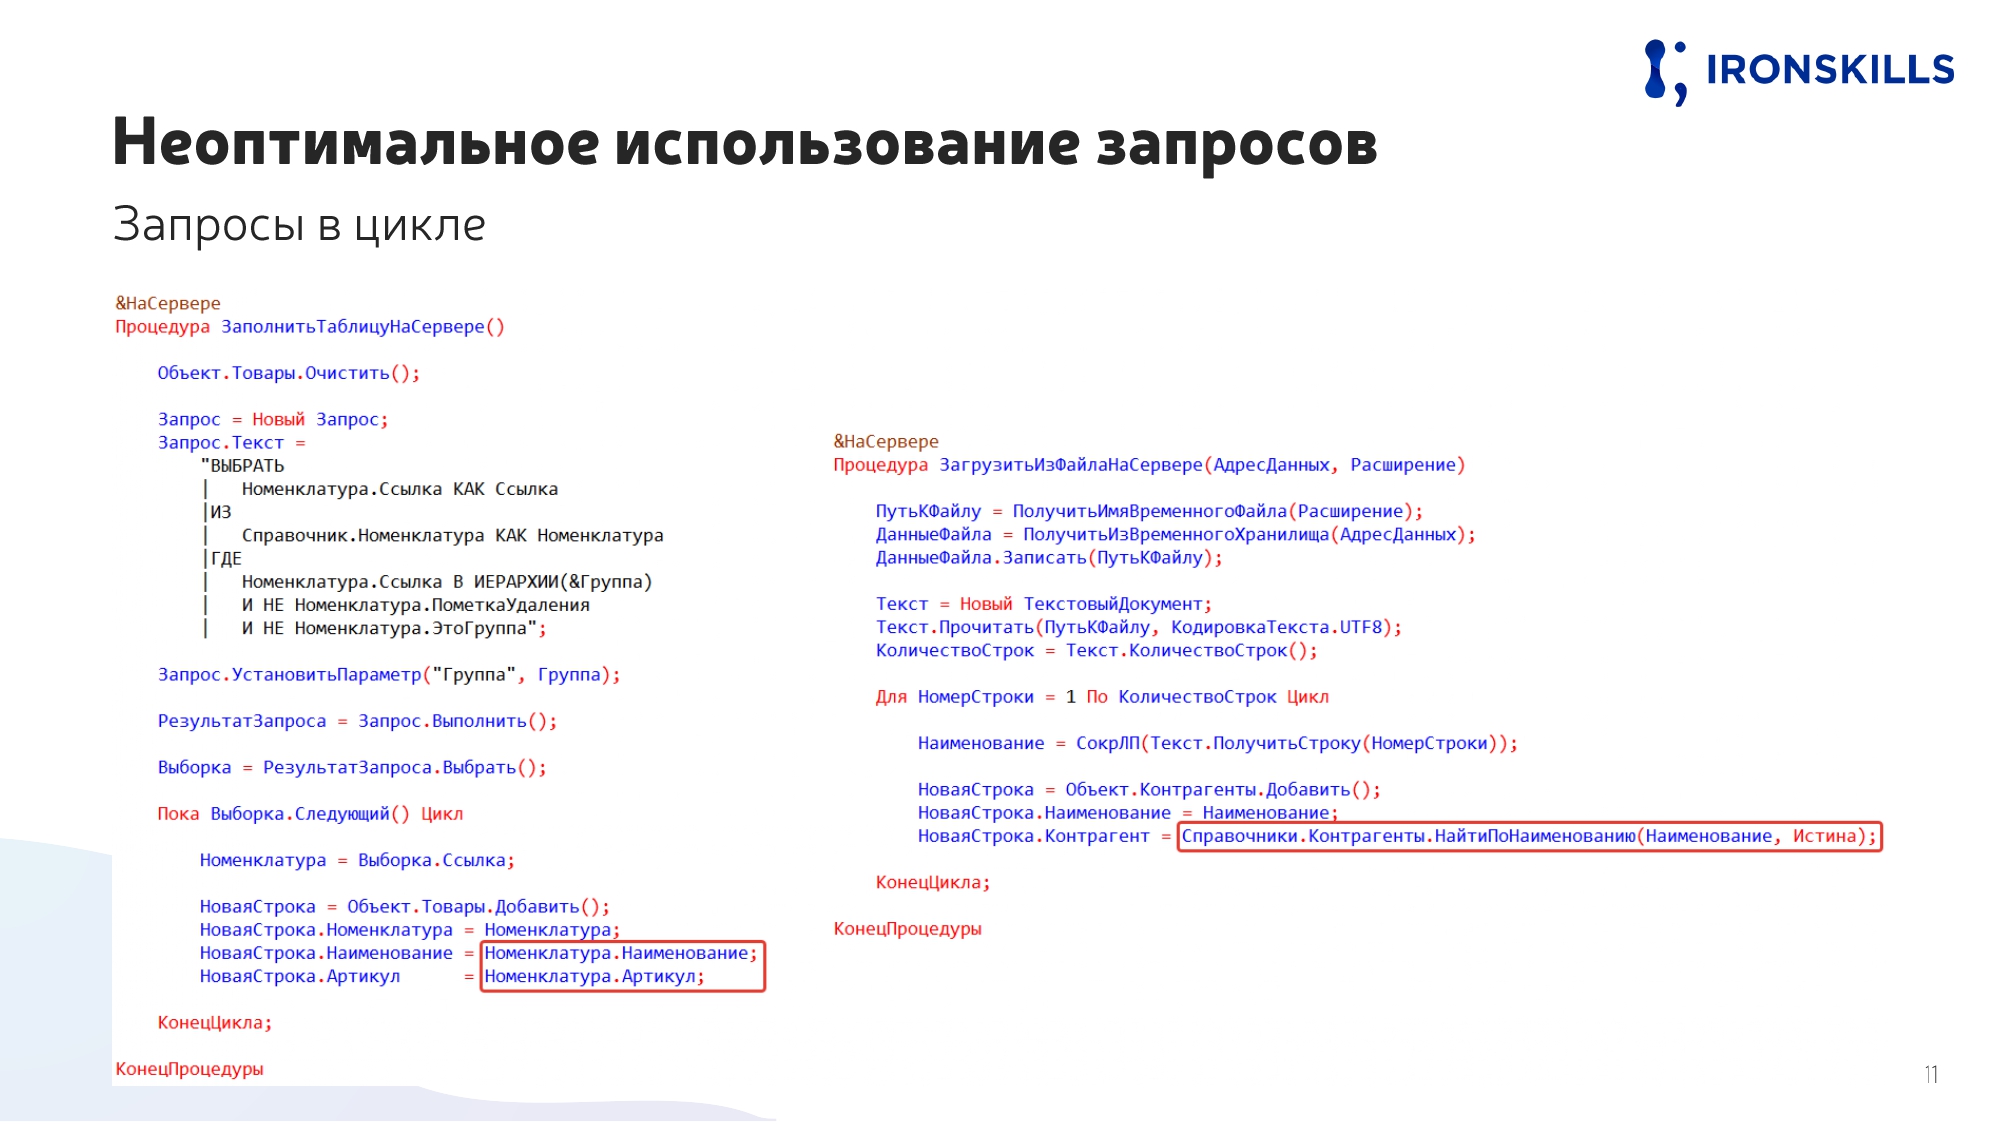 IRONSKILLS
Неоптимальное использование запросов
Запросы в цикле
&НаСервере
Процедура ЗаполнитьТаблицуНаСервере()
Объект.Товары.Очистить();
Запрос = Новый Запрос;
Запрос.Текст =
"ВЫБРАТЬ
|   Номенклатура.Ссылка КАК Ссылка
|ИЗ
|   Справочник.Номенклатура КАК Номенклатура
|ГДЕ
|   Номенклатура.Ссылка В ИЕРАРХИИ(&Группа)
|   И НЕ Номенклатура.ПометкаУдаления
|   И НЕ Номенклатура.ЭтоГруппа";
Запрос.УстановитьПараметр("Группа", Группа);
РезультатЗапроса = Запрос.Выполнить();
Выборка = РезультатЗапроса.Выбрать();
Пока Выборка.Следующий() Цикл
Номенклатура = Выборка.Ссылка;
НоваяСтрока = Объект.Товары.Добавить();
НоваяСтрока.Номенклатура = Номенклатура;
НоваяСтрока.Наименование = Номенклатура.Наименование;
НоваяСтрока.Артикул      = Номенклатура.Артикул;
КонецЦикла;
КонецПроцедуры
&НаСервере
Процедура ЗагрузитьИзФайлаНаСервере(АдресДанных, Расширение)
ПутьКФайлу = ПолучитьИмяВременногоФайла(Расширение);
ДанныеФайла = ПолучитьИзВременногоХранилища(АдресДанных);
ДанныеФайла.Записать(ПутьКФайлу);
Текст = Новый ТекстовыйДокумент;
Текст.Прочитать(ПутьКФайлу, КодировкаТекста.UTF8);
КоличествоСтрок = Текст.КоличествоСтрок();
Для НомерСтроки = 1 По КоличествоСтрок Цикл
Наименование = СокрЛП(Текст.ПолучитьСтроку(НомерСтроки));
НоваяСтрока = Объект.Контрагенты.Добавить();
НоваяСтрока.Наименование = Наименование;
НоваяСтрока.Контрагент = Справочники.Контрагенты.НайтиПоНаименованию(Наименование, Истина);
КонецЦикла;
КонецПроцедуры
11